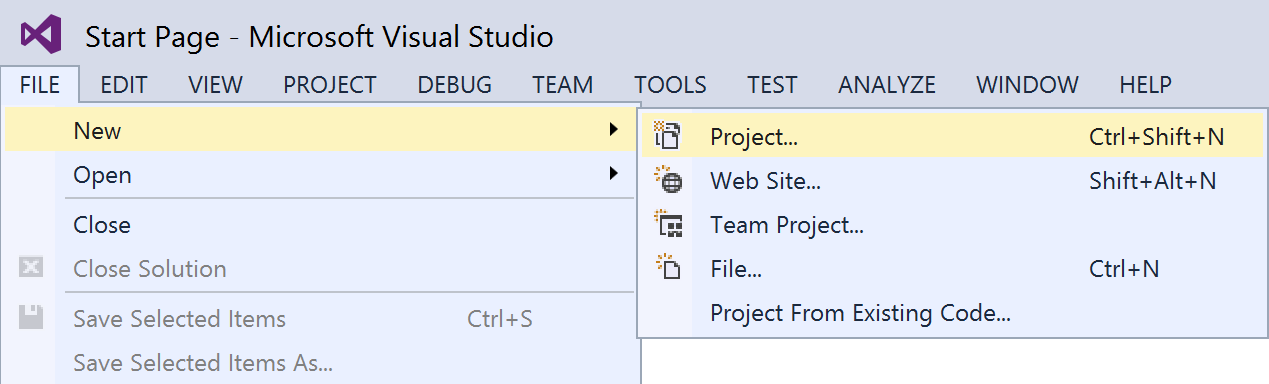 Start Page - Microsoft Visual Studio
FILE EDIT VIEW PROJECT DEBUG TEAM TOOLS TEST ANALYZE WINDOW HELP
New
Open
Close
Close Solution
Save Selected Items Ctrl+S
Save Selected Items As...
Project... Ctrl+Shift+N
Web Site... Shift+Alt+N
Team Project...
File... Ctrl+N
Project From Existing Code...